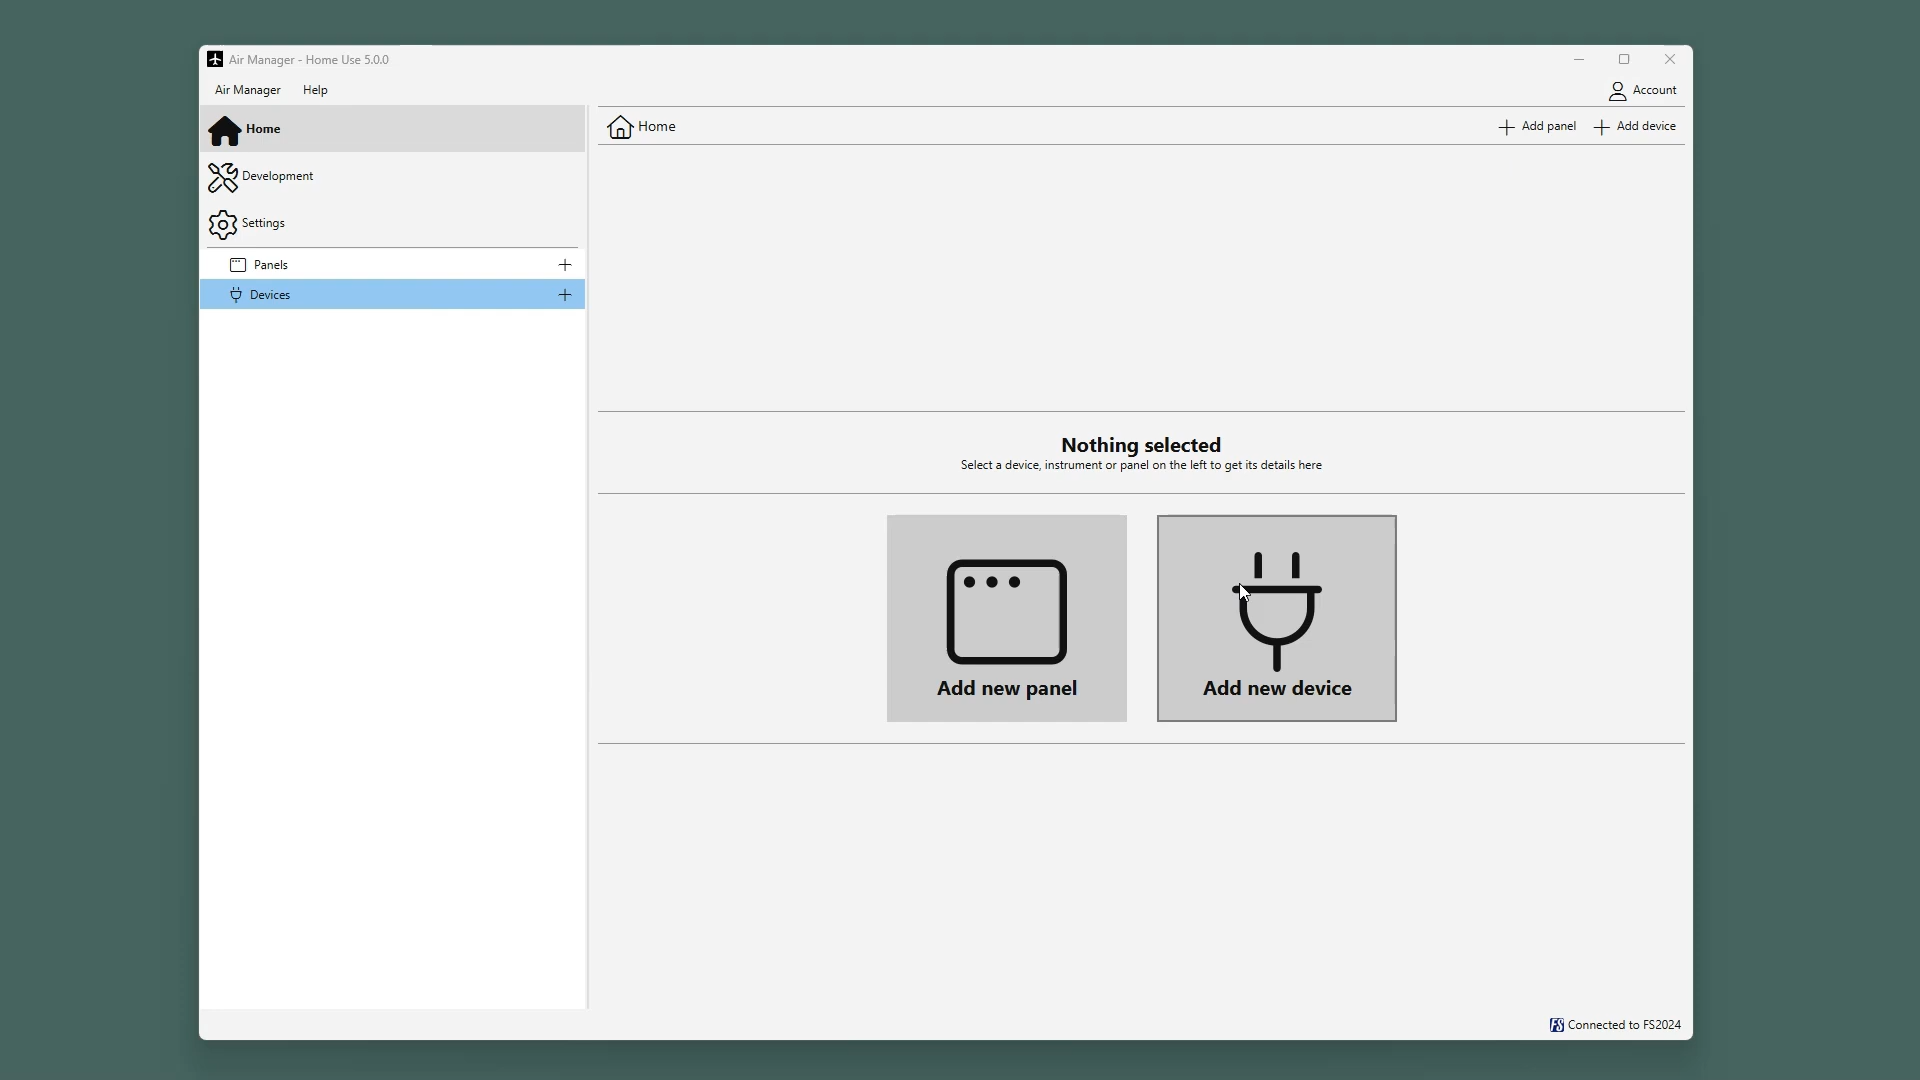 Air Manager - Home Use 5.0.0
Air Manager Help
Account
Home
Home
Add panel
Add device
Development
Settings
Panels
Devices
Nothing selected
Select a device, instrument or panel on the left to get its details here
Add new panel
Add new device
FS Connected to FS2024